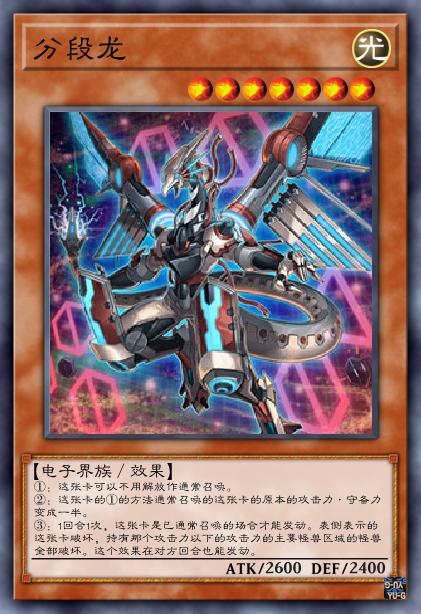 分段龙
光
【电子界族／效果】
①：这张卡可以不用解放作通常召唤。
②：这张卡的①的方法通常召唤的这张卡的原本的攻击力·守备力
变成一半。
③：1回合1次，这张卡是已通常召唤的场合才能发动。表侧表示的
这张卡破坏，持有那个攻击力以下的攻击力的主要怪兽区域的怪兽
全部破坏。这个效果在对方回合也能发动。
ATK/2600 DEF/2400